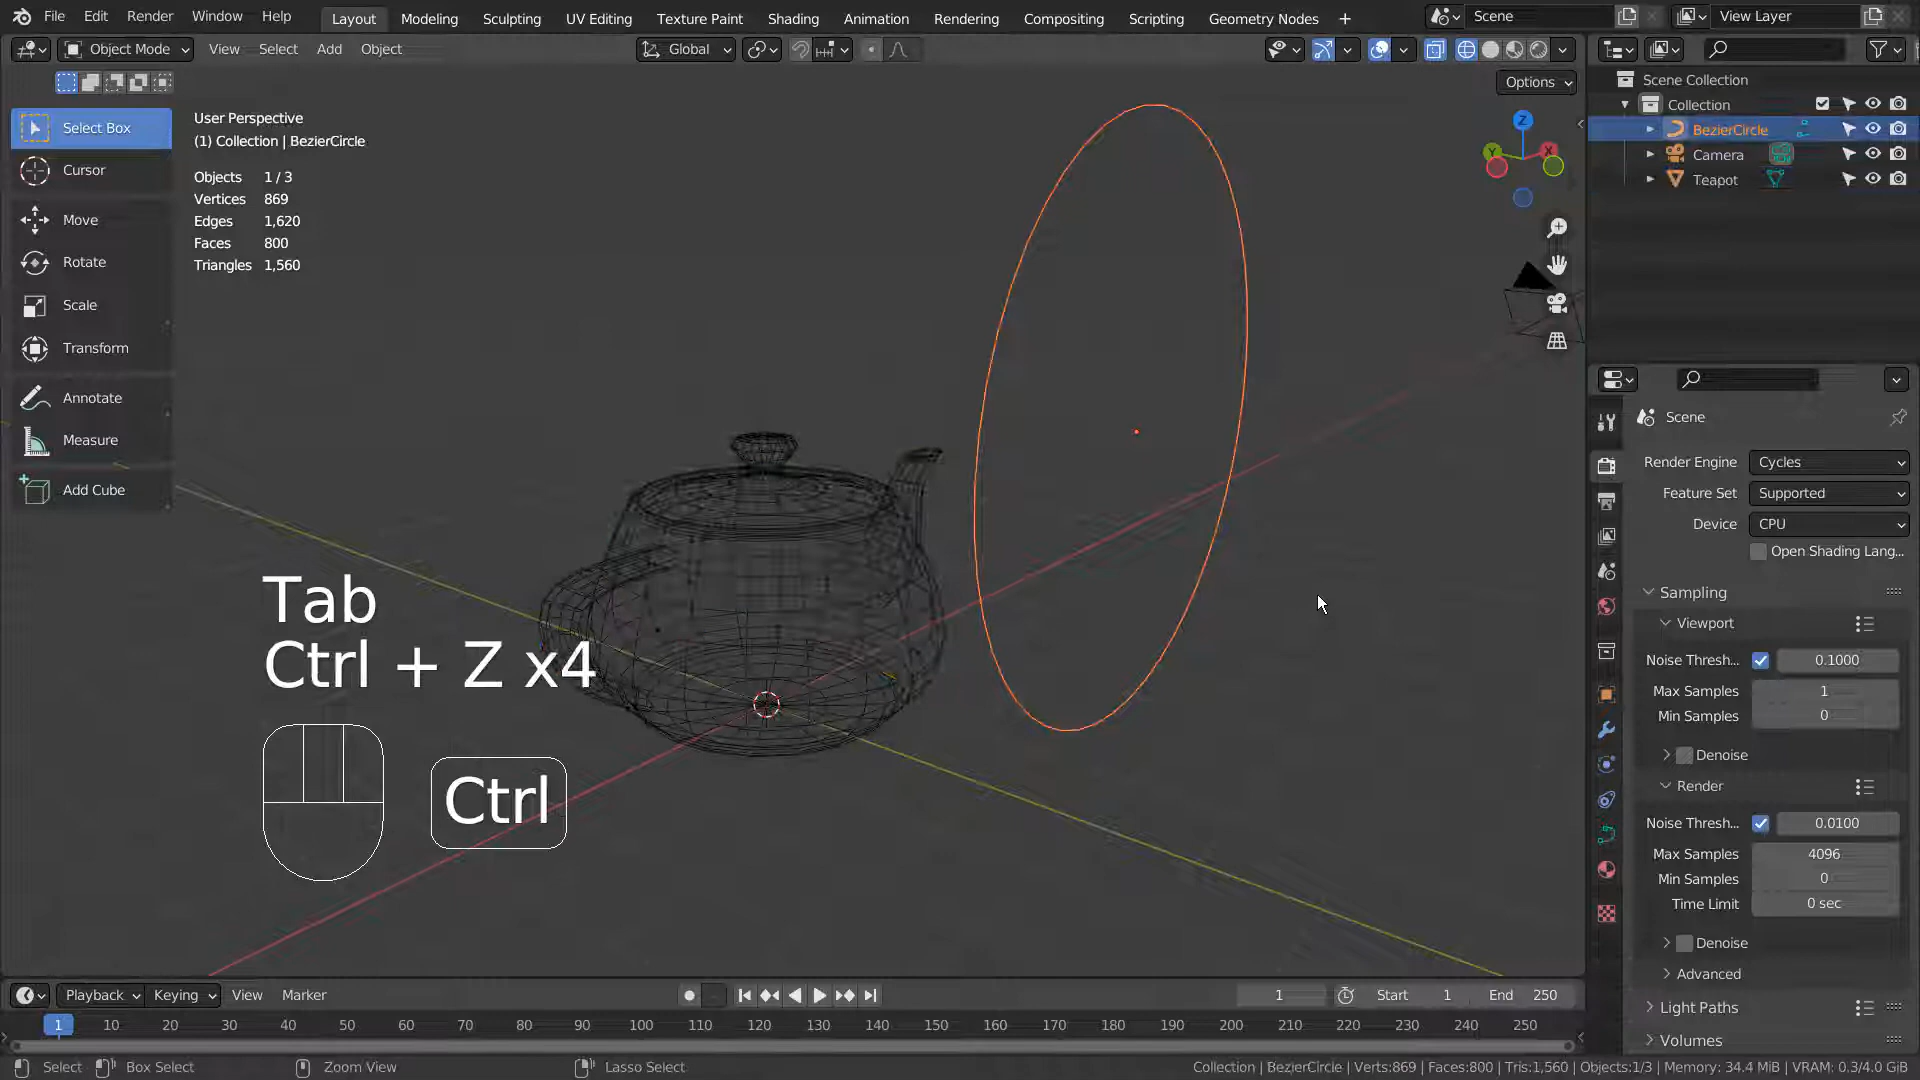 File Edit Render Window Help Layout Modeling Sculpting UV Editing Texture Paint Shading Animation Rendering Compositing Scripting Geometry Nodes + Scene View Layer
Object Mode View Select Add Object Global
Options
Select Box
Cursor
Move
Rotate
Scale
Transform
Annotate
Measure
Add Cube
User Perspective
(1) Collection | BezierCircle
Objects 1 / 3
Vertices 869
Edges 1,620
Faces 800
Triangles 1,560
Z
Y
X
Tab
Ctrl + Z x4
Ctrl
Scene Collection
Collection
BezierCircle
Camera
Teapot
Scene
Render Engine Cycles
Feature Set Supported
Device CPU
Open Shading Lang...
Sampling
Viewport
Noise Thresh... 0.1000
Max Samples 1
Min Samples 0
Denoise
Render
Noise Thresh... 0.0100
Max Samples 4096
Min Samples 0
Time Limit 0 sec
Denoise
Advanced
Light Paths
Volumes
Playback Keying View Marker 1 Start 1 End 250
1 10 20 30 40 50 60 70 80 90 100 110 120 130 140 150 160 170 180 190 200 210 220 230 240 250
Select Box Select Zoom View Lasso Select Collection | BezierCircle | Verts:869 | Faces:800 | Tris:1,560 | Objects:1/3 | Memory: 34.4 MiB | VRAM: 0.3/4.0 GiB